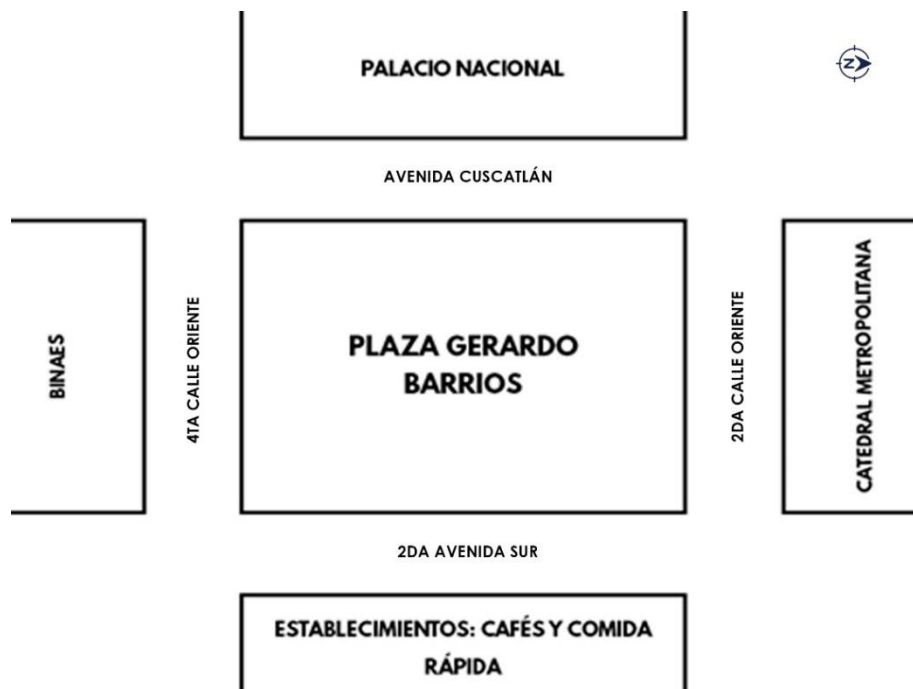 PALACIO NACIONAL
N
AVENIDA CUSCATLÁN
BINAES
4TA CALLE ORIENTE
PLAZA GERARDO
BARRIOS
2DA CALLE ORIENTE
CATEDRAL METROPOLITANA
2DA AVENIDA SUR
ESTABLECIMIENTOS: CAFÉS Y COMIDA
RÁPIDA